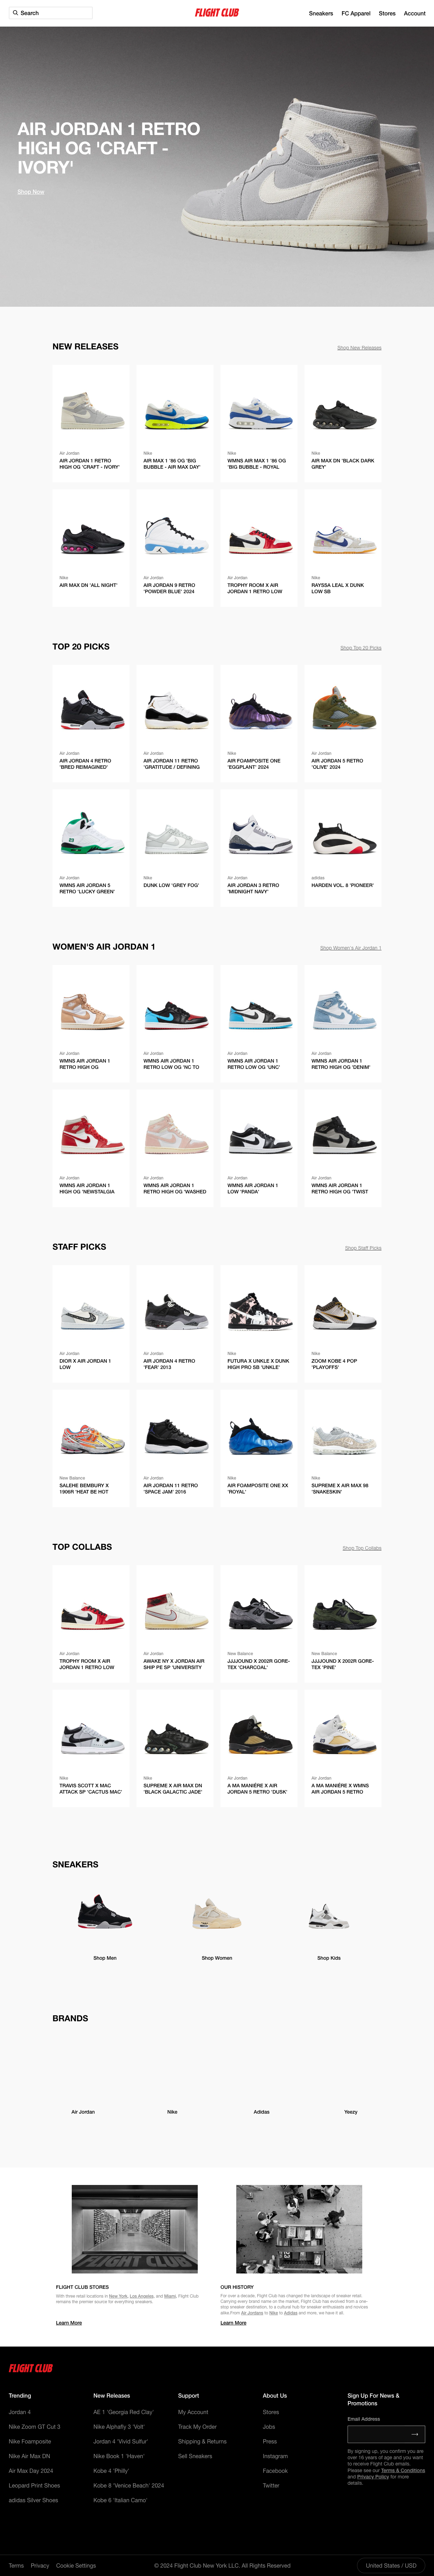 Search
FLIGHT CLUB
Sneakers
FC Apparel
Stores
Account
AIR JORDAN 1 RETRO
HIGH OG 'CRAFT -
IVORY'
Shop Now
NEW RELEASES
Shop New Releases
Air Jordan
AIR JORDAN 1 RETRO
HIGH OG 'CRAFT - IVORY'
Nike
AIR MAX 1 '86 OG 'BIG
BUBBLE - AIR MAX DAY'
Nike
WMNS AIR MAX 1 '86 OG
'BIG BUBBLE - ROYAL
Nike
AIR MAX DN 'BLACK DARK
GREY'
Nike
AIR MAX DN 'ALL NIGHT'
Air Jordan
AIR JORDAN 9 RETRO
'POWDER BLUE' 2024
Air Jordan
TROPHY ROOM X AIR
JORDAN 1 RETRO LOW
Nike
RAYSSA LEAL X DUNK
LOW SB
TOP 20 PICKS
Shop Top 20 Picks
Air Jordan
AIR JORDAN 4 RETRO
'BRED REIMAGINED'
Air Jordan
AIR JORDAN 11 RETRO
'GRATITUDE / DEFINING
Nike
AIR FOAMPOSITE ONE
'EGGPLANT' 2024
Air Jordan
AIR JORDAN 5 RETRO
'OLIVE' 2024
Air Jordan
WMNS AIR JORDAN 5
RETRO 'LUCKY GREEN'
Nike
DUNK LOW 'GREY FOG'
Air Jordan
AIR JORDAN 3 RETRO
'MIDNIGHT NAVY'
adidas
HARDEN VOL. 8 'PIONEER'
WOMEN'S AIR JORDAN 1
Shop Women's Air Jordan 1
Air Jordan
WMNS AIR JORDAN 1
RETRO HIGH OG
Air Jordan
WMNS AIR JORDAN 1
RETRO LOW OG 'NC TO
Air Jordan
WMNS AIR JORDAN 1
RETRO LOW OG 'UNC'
Air Jordan
WMNS AIR JORDAN 1
RETRO HIGH OG 'DENIM'
Air Jordan
WMNS AIR JORDAN 1
HIGH OG 'NEWSTALGIA
Air Jordan
WMNS AIR JORDAN 1
RETRO HIGH OG 'WASHED
Air Jordan
WMNS AIR JORDAN 1
LOW 'PANDA'
Air Jordan
WMNS AIR JORDAN 1
RETRO HIGH OG 'TWIST
STAFF PICKS
Shop Staff Picks
Air Jordan
DIOR X AIR JORDAN 1
LOW
Air Jordan
AIR JORDAN 4 RETRO
'FEAR' 2013
Nike
FUTURA X UNKLE X DUNK
HIGH PRO SB 'UNKLE'
Nike
ZOOM KOBE 4 POP
'PLAYOFFS'
New Balance
SALEHE BEMBURY X
1906R 'HEAT BE HOT
Air Jordan
AIR JORDAN 11 RETRO
'SPACE JAM' 2016
Nike
AIR FOAMPOSITE ONE XX
'ROYAL'
Nike
SUPREME X AIR MAX 98
'SNAKESKIN'
TOP COLLABS
Shop Top Collabs
Air Jordan
TROPHY ROOM X AIR
JORDAN 1 RETRO LOW
Air Jordan
AWAKE NY X JORDAN AIR
SHIP PE SP 'UNIVERSITY
New Balance
JJJJOUND X 2002R GORE-
TEX 'CHARCOAL'
New Balance
JJJJOUND X 2002R GORE-
TEX 'PINE'
Nike
TRAVIS SCOTT X MAC
ATTACK SP 'CACTUS MAC'
Nike
SUPREME X AIR MAX DN
'BLACK GALACTIC JADE'
Air Jordan
A MA MANIÉRE X AIR
JORDAN 5 RETRO 'DUSK'
Air Jordan
A MA MANIÉRE X WMNS
AIR JORDAN 5 RETRO
SNEAKERS
Shop Men
Shop Women
Shop Kids
BRANDS
Air Jordan
Nike
Adidas
Yeezy
FLIGHT CLUB
FLIGHT CLUB STORES
With three retail locations in New York, Los Angeles, and Miami, Flight Club
remains the premier source for everything sneakers.
Learn More
OUR HISTORY
For over a decade, Flight Club has changed the landscape of sneaker retail.
Carrying every brand name on the market, Flight Club has evolved from a one-
stop sneaker destination, to a cultural hub for sneaker enthusiasts and novices
alike. From Air Jordans to Nike to Adidas and more, we have it all.
Learn More
FLIGHT CLUB
Trending
Jordan 4
Nike Zoom GT Cut 3
Nike Foamposite
Nike Air Max DN
Air Max Day 2024
Leopard Print Shoes
adidas Silver Shoes
New Releases
AE 1 'Georgia Red Clay'
Nike Alphafly 3 'Volt'
Jordan 4 'Vivid Sulfur'
Nike Book 1 'Haven'
Kobe 4 'Philly'
Kobe 8 'Venice Beach' 2024
Kobe 6 'Italian Camo'
Support
My Account
Track My Order
Shipping & Returns
Sell Sneakers
About Us
Stores
Jobs
Press
Instagram
Facebook
Twitter
Sign Up For News &
Promotions
Email Address
By signing up, you confirm you are
over 16 years of age and you want
to receive Flight Club emails.
Please see our Terms & Conditions
and Privacy Policy for more
details.
Terms
Privacy
Cookie Settings
© 2024 Flight Club New York LLC. All Rights Reserved
United States / USD